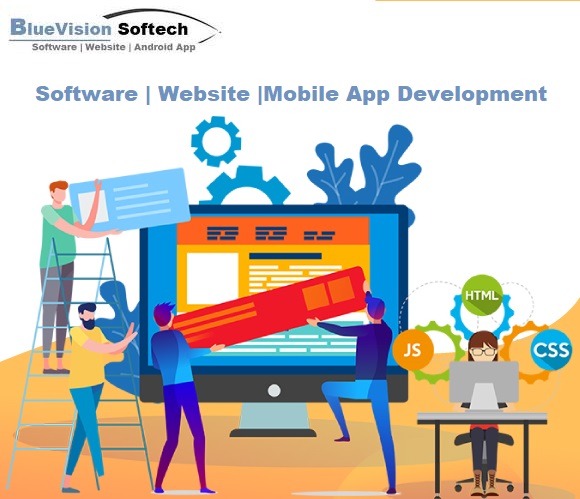 BlueVision Softech
Software | Website | Android App
Software | Website |Mobile App Development
HTML
JS
CSS